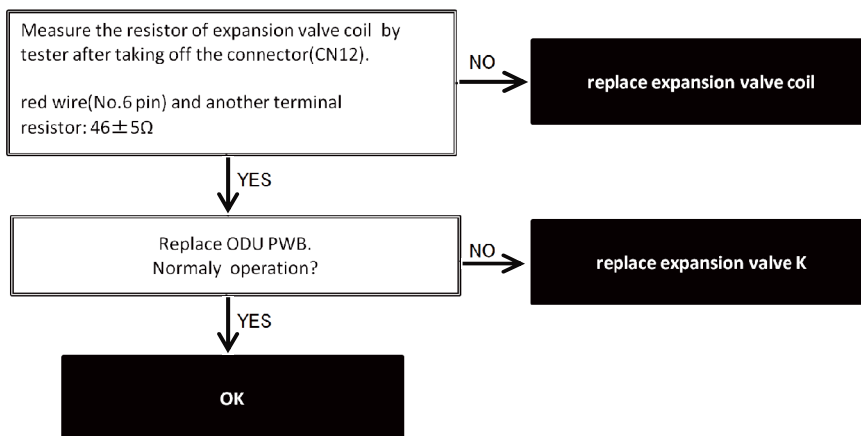 Measure the resistor of expansion valve coil by
tester after taking off the connector(CN12).
red wire(No.6 pin) and another terminal
resistor: 46±5Ω
NO
replace expansion valve coil
YES
Replace ODU PWB.
Normaly operation?
NO
replace expansion valve K
YES
OK